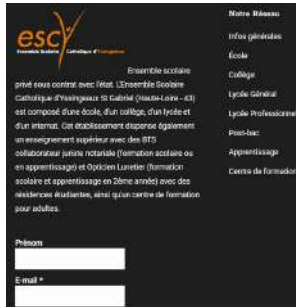 escy
Ensemble Scolaire Catholique d'Yssingeaux
Ensemble scolaire
privé sous contrat avec l'état. L'Ensemble Scolaire
Catholique d'Yssingeaux St Gabriel (Haute-Loire - 43)
est composé d'une école, d'un collège, d'un lycée et
d'un internat. Cet établissement dispense également
un enseignement supérieur avec des BTS
collaborateur juriste notariale (formation scolaire ou
en apprentissage) et Opticien Lunetier (formation
scolaire et apprentissage en 2ème année) avec des
résidences étudiantes, ainsi qu'un centre de formation
pour adultes.
Prénom
E-mail *
Notre Réseau
Infos générales
École
Collège
Lycée Général
Lycée Professionnel
Post-bac
Apprentissage
Centre de formation